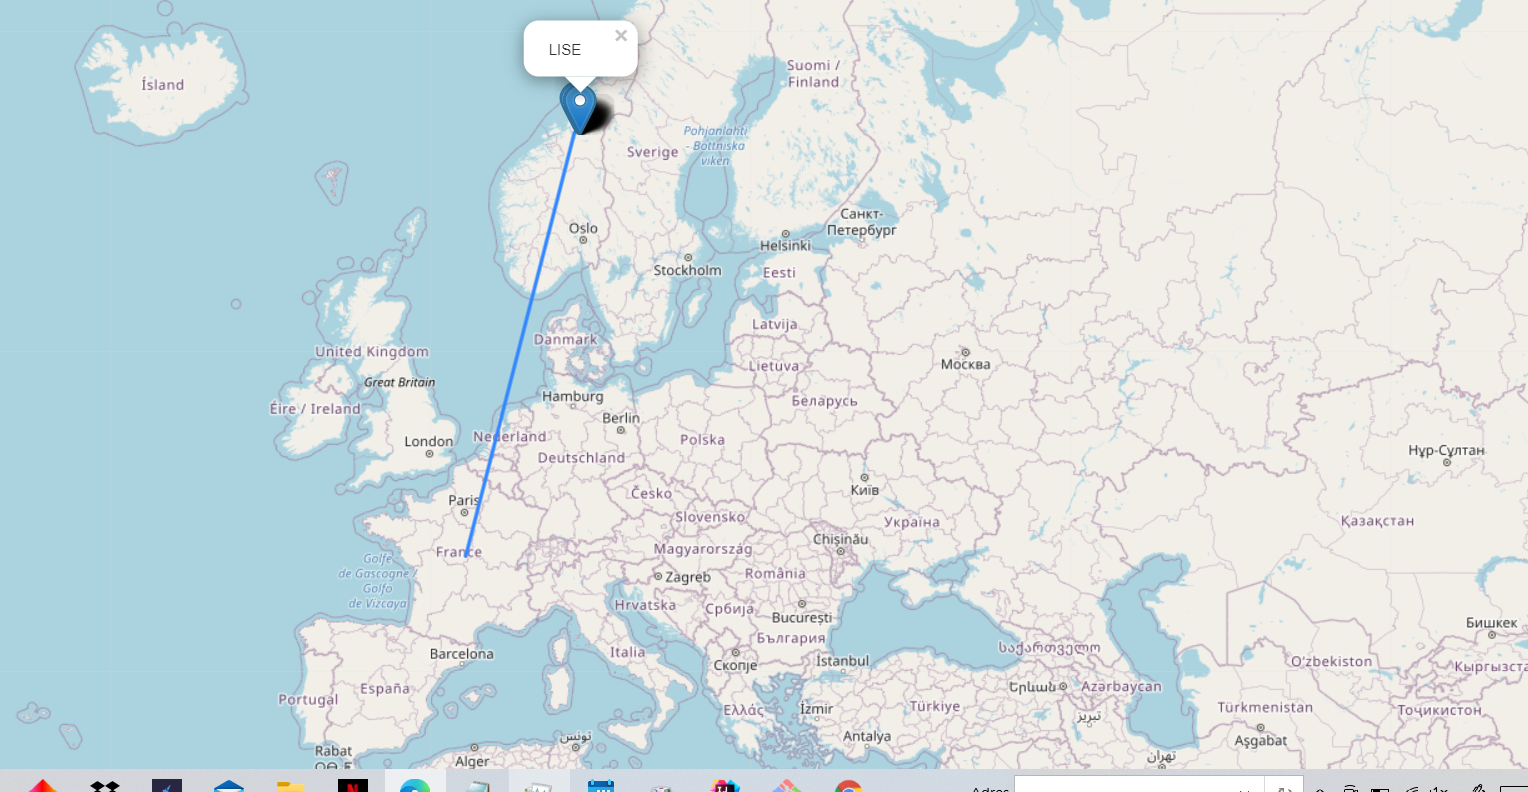 LISE
Ísland
Suomi /
Finland
Pohjanlahti
- Bottniska
viken
Sverige
Санкт-
Петербург
Oslo
Helsinki
Stockholm
Eesti
Latvija
Danmark
United Kingdom
Москва
Lietuva
Great Britain
Hamburg
Беларусь
Éire / Ireland
Berlin
London
Nederland
Polska
Нұр-Сұлтан
Deutschland
Česko
Київ
Paris
Slovensko
Україна
Қазақстан
Chișinău
France
Magyarország
Golfe
de Gascogne /
Golfo
de Vizcaya
Zagreb
România
Hrvatska
Србија
București
Бишкек
България
Barcelona
Italia
Скопје
İstanbul
საქართველო
Oʻzbekiston
Кыргызста
España
Երևան
Azərbaycan
Portugal
Ελλάς
İzmir
Türkiye
Türkmenistan
Тоҷикистон
تبریز
تونس
Antalya
Aşgabat
Rabat
Alger
تهران
Adres